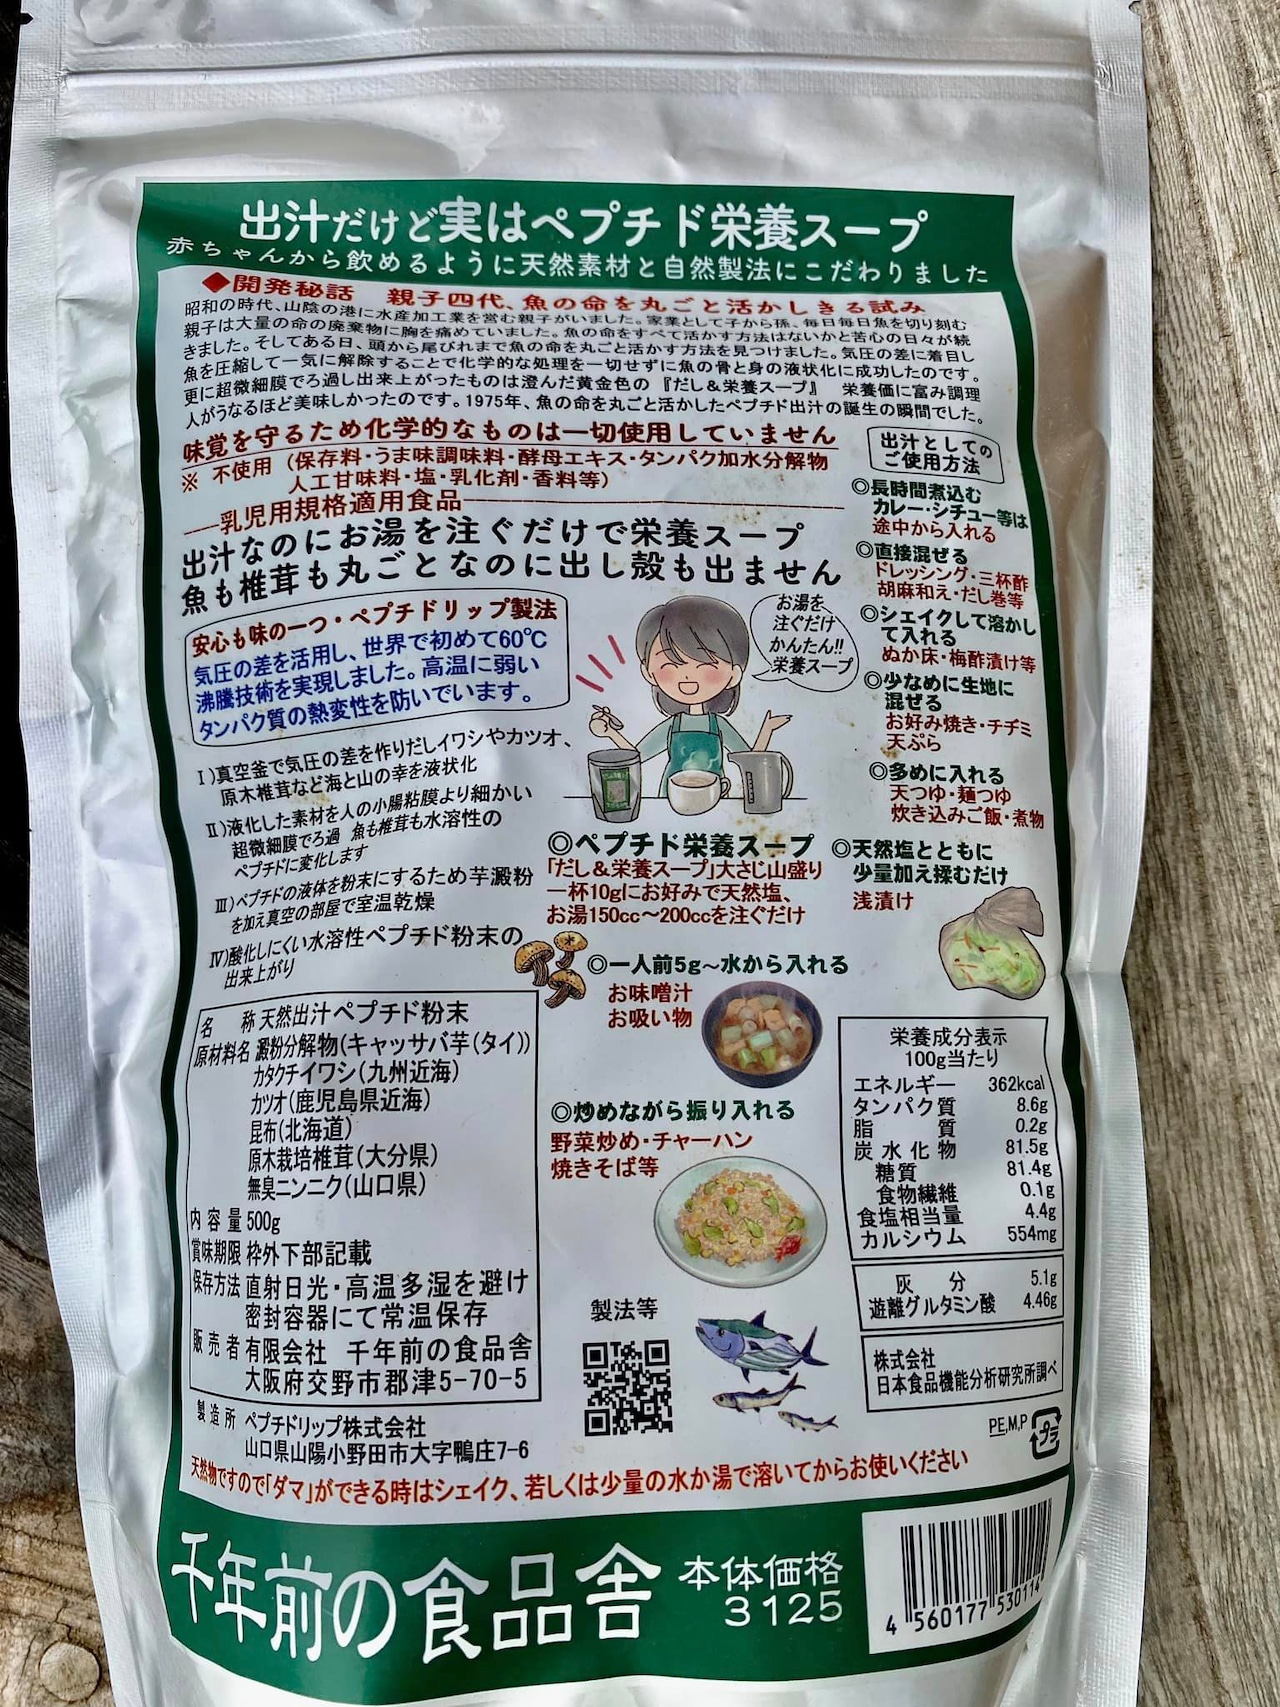 出汁だけど実はペプチド栄養スープ
赤ちゃんから飲めるように天然素材と自然製法にこだわりました
◆開発秘話 親子四代、魚の命を丸ごと活かしきる試み
昭和の時代、山陰の港に水産加工業を営む親子がいました。家業として子から孫、毎日毎日魚を切り刻む
親子は大量の命の廃棄物に胸を痛めていました。魚の命をすべて活かす方法はないかと苦心の日々が続
きました。そしてある日、頭から尾びれまで魚の命を丸ごと活かす方法を見つけました。気圧の差に着目し
魚を圧縮して一気に解除することで化学的な処理を一切せずに魚の骨と身の液状化に成功したのです。
更に超微細膜でろ過し出来上がったものは澄んだ黄金色の『だし＆栄養スープ』 栄養価に富み調理
人がうなるほど美味しかったのです。1975年、魚の命を丸ごと活かしたペプチド出汁の誕生の瞬間でした。
味覚を守るため化学的なものは一切使用していません
※ 不使用（保存料・うま味調味料・酵母エキス・タンパク加水分解物
人工甘味料・塩・乳化剤・香料等）
乳児用規格適用食品
出汁なのにお湯を注ぐだけで栄養スープ
魚も椎茸も丸ごとなのに出し殻も出ません
安心も味の一つ・ペプチドリップ製法
気圧の差を活用し、世界で初めて60℃
沸騰技術を実現しました。高温に弱い
タンパク質の熱変性を防いでいます。
Ⅰ)真空釜で気圧の差を作りだしイワシやカツオ、
原木椎茸など海と山の幸を液状化
Ⅱ)液化した素材を人の小腸粘膜より細かい
超微細膜でろ過 魚も椎茸も水溶性の
ペプチドに変化します
Ⅲ)ペプチドの液体を粉末にするため芋澱粉
を加え真空の部屋で室温乾燥
Ⅳ)酸化しにくい水溶性ペプチド粉末の
出来上がり
お湯を
注ぐだけ
かんたん!!
栄養スープ
◎ペプチド栄養スープ
「だし＆栄養スープ」大さじ山盛り
一杯10gにお好みで天然塩、
お湯150cc～200ccを注ぐだけ
◎一人前5g～水から入れる
お味噌汁
お吸い物
◎炒めながら振り入れる
野菜炒め・チャーハン
焼きそば等
出汁としての
ご使用方法
◎長時間煮込む
カレー・シチュー等は
途中から入れる
◎直接混ぜる
ドレッシング・三杯酢
胡麻和え・だし巻等
◎シェイクして溶かし
て入れる
ぬか床・梅酢漬け等
◎少なめに生地に
混ぜる
お好み焼き・チヂミ
天ぷら
◎多めに入れる
天つゆ・麺つゆ
炊き込みご飯・煮物
◎天然塩とともに
少量加え揉むだけ
浅漬け
名 称 天然出汁ペプチド粉末
原材料名 澱粉分解物(キャッサバ芋(タイ))
カタクチイワシ(九州近海)
カツオ(鹿児島県近海)
昆布(北海道)
原木栽培椎茸(大分県)
無臭ニンニク(山口県)
内容量 500g
賞味期限 枠外下部記載
保存方法 直射日光・高温多湿を避け
密封容器にて常温保存
販売者 有限会社 千年前の食品舎
大阪府交野市郡津5-70-5
製造所 ペプチドリップ株式会社
山口県山陽小野田市大字鴨庄7-6
製法等
栄養成分表示
100g当たり
エネルギー 362kcal
タンパク質 8.6g
脂質 0.2g
炭水化物 81.5g
糖質 81.4g
食物繊維 0.1g
食塩相当量 4.4g
カルシウム 554mg
灰分 5.1g
遊離グルタミン酸 4.46g
株式会社
日本食品機能分析研究所調べ
PE,M,P
プラ
天然物ですので「ダマ」ができる時はシェイク、若しくは少量の水か湯で溶いてからお使いください
千年前の食品舎
本体価格
3125
4 560177 530114